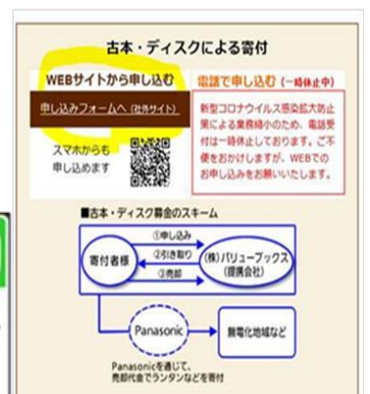 古本・ディスクによる寄付
WEBサイトから申し込む
申し込みフォームへ（社外サイト）
スマホからも
申し込めます
電話で申し込む（一時休止中）
新型コロナウイルス感染拡大防止
策による業務縮小のため、電話受
付は一時休止しております。ご不
便をおかけしますが、WEBでの
お申し込みをお願いいたします。
■古本・ディスク募金のスキーム
寄付者様
①申し込み
②引き取り
③売却
(株)バリューブックス
(提携会社)
Panasonic
無電化地域など
Panasonicを通じて、
売却代金でランタンなどを寄付